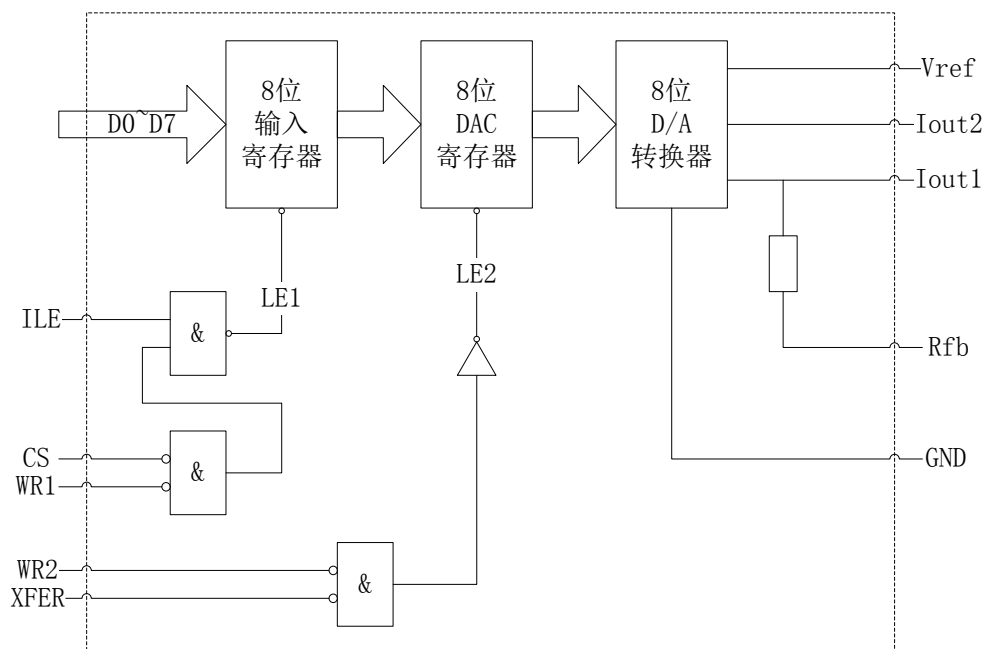 D0~D7
8位
输入
寄存器
8位
DAC
寄存器
8位
D/A
转换器
Vref
Iout2
Iout1
LE1
LE2
ILE
&
Rfb
CS
WR1
&
GND
WR2
XFER
&